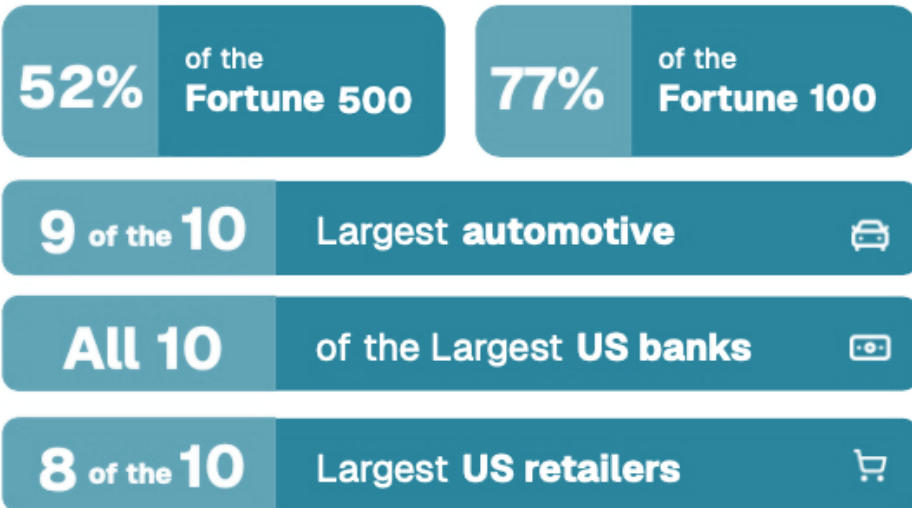 52%
of the
Fortune 500
77%
of the
Fortune 100
9 of the 10 Largest automotive
All 10 of the Largest US banks
8 of the 10 Largest US retailers